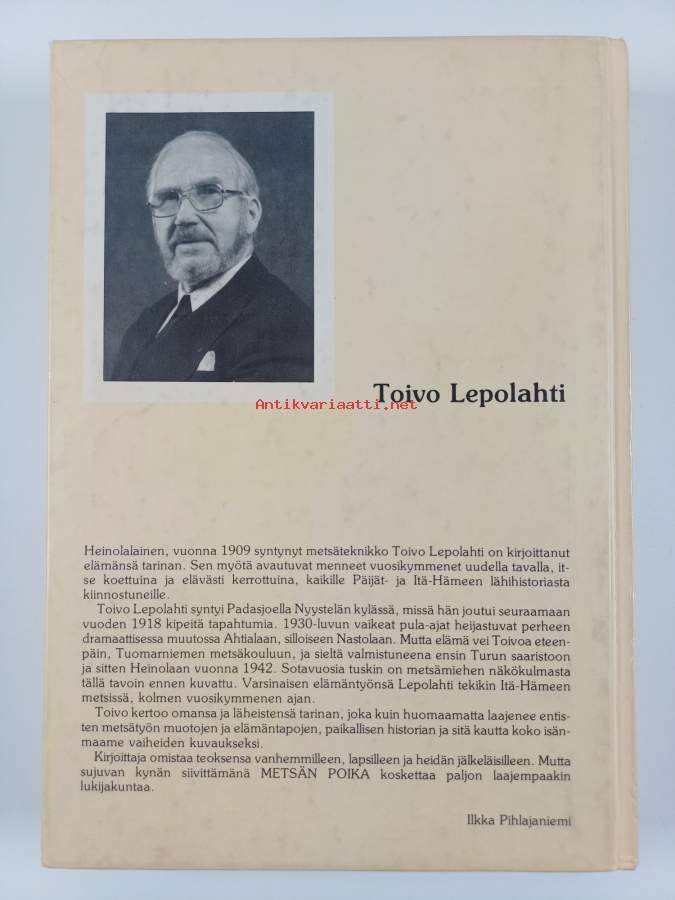 Toivo Lepolahti
Antikvariaatti.net
Heinolalainen, vuonna 1909 syntynyt metsäteknikko Toivo Lepolahti on kirjoittanut
elämänsä tarinan. Sen myötä avautuvat menneet vuosikymmenet uudella tavalla, it-
se koettuina ja elävästi kerrottuina, kaikille Päijät- ja Itä-Hämeen lähihistoriasta
kiinnostuneille.
Toivo Lepolahti syntyi Padasjoella Nyystelän kylässä, missä hän joutui seuraamaan
vuoden 1918 kipeitä tapahtumia. 1930-luvun vaikeat pula-ajat heijastuvat perheen
dramaattisessa muutossa Ahtialaan, silloiseen Nastolaan. Mutta elämä vei Toivoa eteen-
päin, Tuomarniemen metsäkouluun, ja sieltä valmistuneena ensin Turun saaristoon
ja sitten Heinolaan vuonna 1942. Sotavuosia tuskin on metsämiehen näkökulmasta
tällä tavoin ennen kuvattu. Varsinaisen elämäntyönsä Lepolahti tekikin Itä-Hämeen
metsissä, kolmen vuosikymmenen ajan.
Toivo kertoo omansa ja läheistensä tarinan, joka kuin huomaamatta laajenee entis-
ten metsätyön muotojen ja elämäntapojen, paikallisen historian ja sitä kautta koko isän-
maamme vaiheiden kuvaukseksi.
Kirjoittaja omistaa teoksensa vanhemmilleen, lapsilleen ja heidän jälkeläisilleen. Mutta
sujuvan kynän siivittämänä METSÄN POIKA koskettaa paljon laajempaakin
lukijakuntaa.
Ilkka Pihlajaniemi